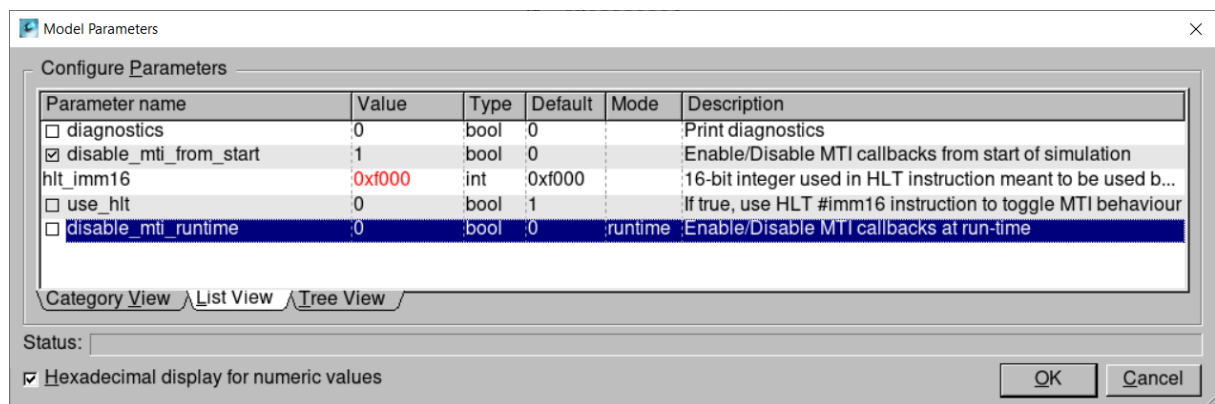 Model Parameters
Configure Parameters
Parameter name Value Type Default Mode Description
diagnostics 0 bool 0 Print diagnostics
disable_mti_from_start 1 bool 0 Enable/Disable MTI callbacks from start of simulation
hlt_imm16 0xf000 int 0xf000 16-bit integer used in HLT instruction meant to be used b...
use_hlt 0 bool 1 If true, use HLT #imm16 instruction to toggle MTI behaviour
disable_mti_runtime 0 bool 0 runtime Enable/Disable MTI callbacks at run-time
Category View List View Tree View
Status:
Hexadecimal display for numeric values OK Cancel